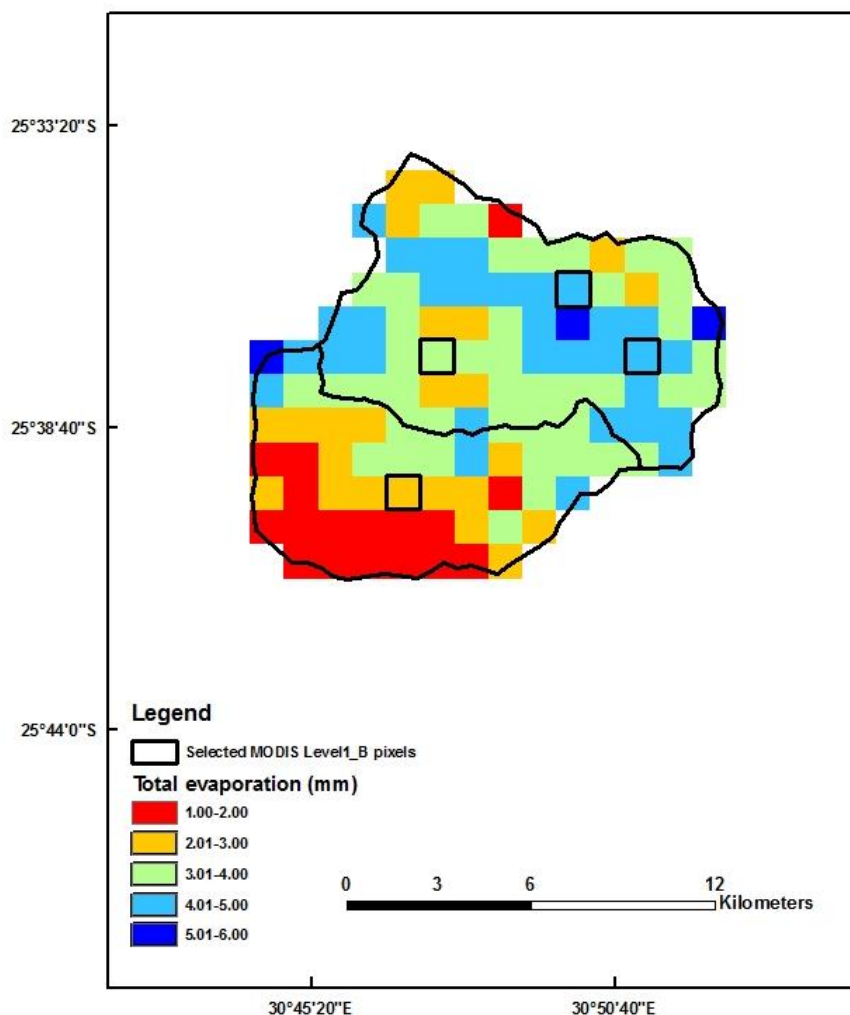 25°33'20"S
25°38'40"S
25°44'0"S
Legend
Selected MODIS Level1_B pixels
Total evaporation (mm)
1.00-2.00
2.01-3.00
3.01-4.00
4.01-5.00
5.01-6.00
0 3 6 12
Kilometers
30°45'20"E 30°50'40"E